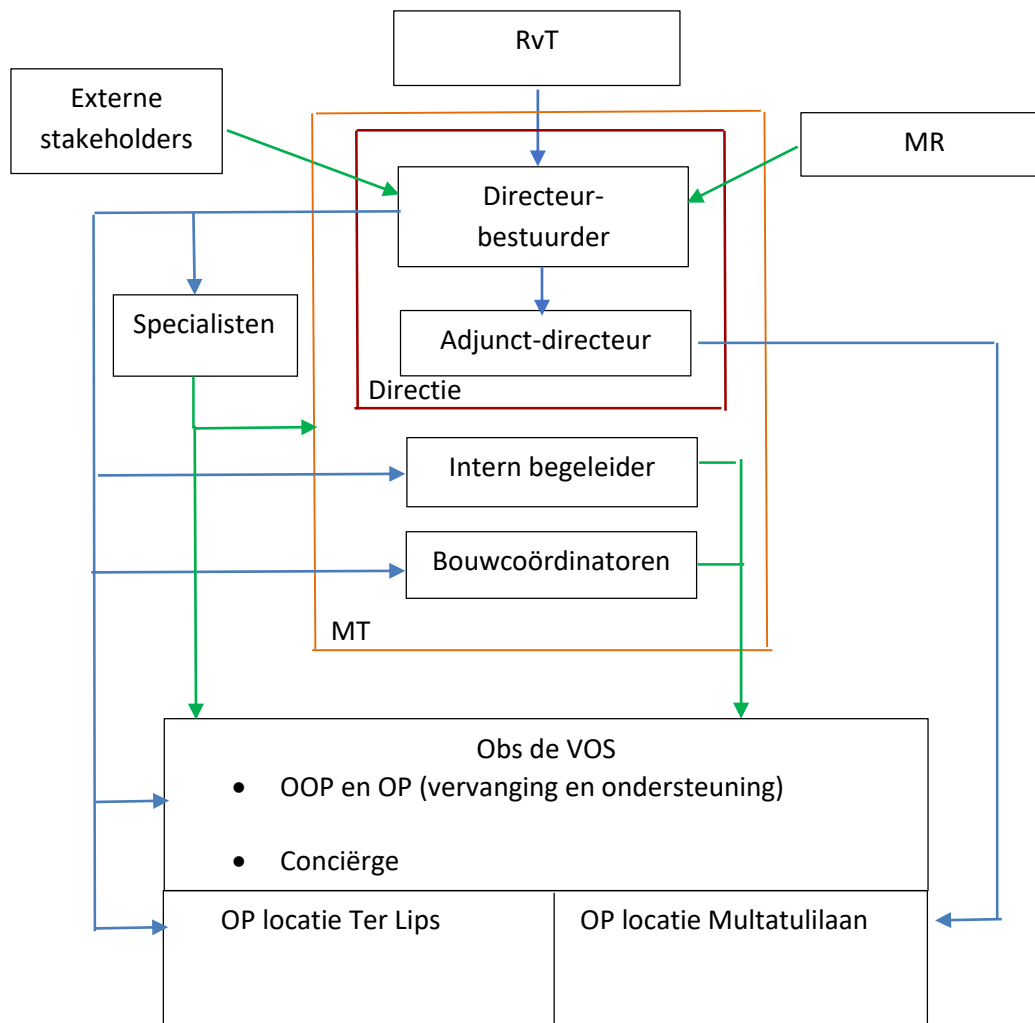 RvT
Externe
stakeholders
MR
Directeur-
bestuurder
Specialisten
Adjunct-directeur
Directie
Intern begeleider
Bouwcoördinatoren
MT
Obs de VOS
• OOP en OP (vervanging en ondersteuning)
• Conciërge
OP locatie Ter Lips
OP locatie Multatulilaan